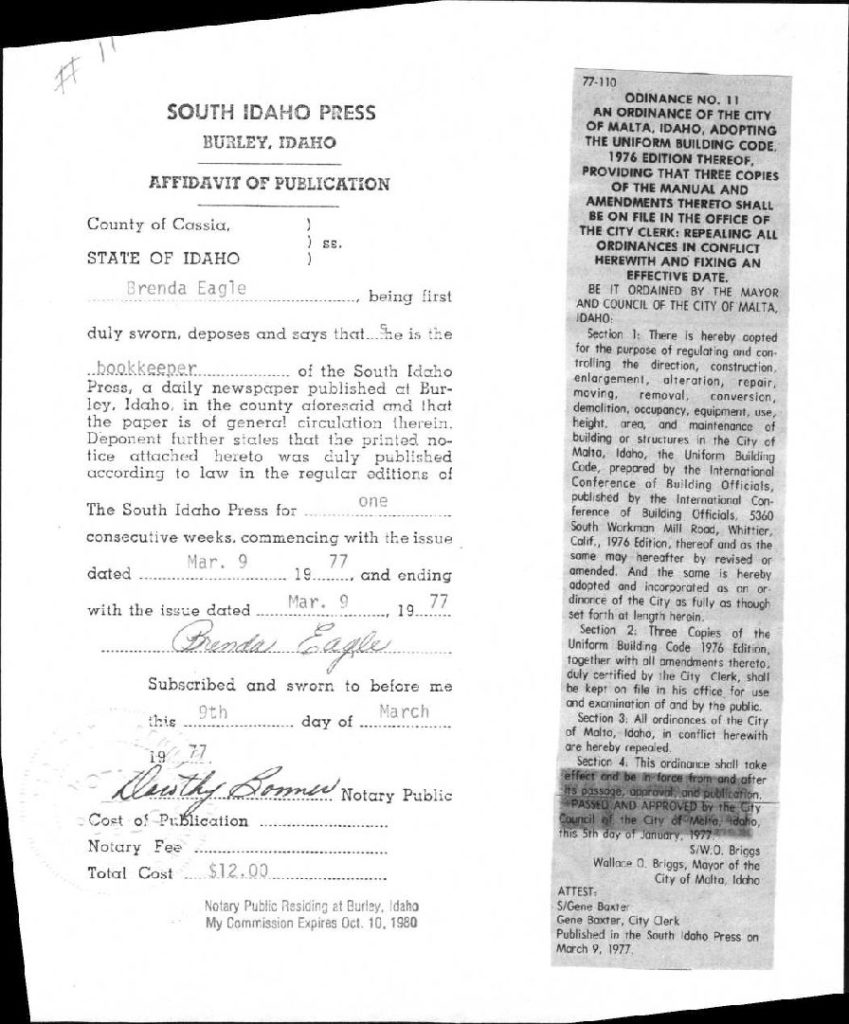 # 11
SOUTH IDAHO PRESS
BURLEY, IDAHO
AFFIDAVIT OF PUBLICATION
County of Cassia, )
) ss.
STATE OF IDAHO )
Brenda Eagle, being first
duly sworn, deposes and says that She is the
bookkeeper of the South Idaho
Press, a daily newspaper published at Bur-
ley, Idaho, in the county aforesaid and that
the paper is of general circulation therein.
Deponent further states that the printed no-
tice attached hereto was duly published
according to law in the regular editions of
The South Idaho Press for one
consecutive weeks, commencing with the issue
dated Mar. 9 19 77, and ending
with the issue dated Mar. 9, 19 77
Brenda Eagle
Subscribed and sworn to before me
this 9th day of March
19 77.
Dorothy Bonner Notary Public
Cost of Publication
Notary Fee
Total Cost $12.00
Notary Public Residing at Burley, Idaho
My Commission Expires Oct. 10, 1980
77-110
ODINANCE NO. 11
AN ORDINANCE OF THE CITY
OF MALTA, IDAHO, ADOPTING
THE UNIFORM BUILDING CODE,
1976 EDITION THEREOF,
PROVIDING THAT THREE COPIES
OF THE MANUAL AND
AMENDMENTS THERETO SHALL
BE ON FILE IN THE OFFICE OF
THE CITY CLERK: REPEALING ALL
ORDINANCES IN CONFLICT
HEREWITH AND FIXING AN
EFFECTIVE DATE.
BE IT ORDAINED BY THE MAYOR
AND COUNCIL OF THE CITY OF MALTA,
IDAHO:
Section 1: There is hereby aopted
for the purpose of regulating and con-
trolling the direction, construction,
enlargement, alteration, repair,
moving, removal, conversion,
demolition, occupancy, equipment, use,
height, area, and maintenance of
building or structures in the City of
Malta, Idaho, the Uniform Building
Code, prepared by the International
Conference of Building Officials,
published by the International Con-
ference of Building Officials, 5360
South Workman Mill Road, Whittier,
Calif., 1976 Edition, thereof and as the
same may hereafter by revised or
amended. And the same is hereby
adopted and incorporated as an or-
dinance of the City as fully as though
set forth at length herein.
Section 2: Three Copies of the
Uniform Building Code 1976 Edition,
together with all amendments thereto,
duly certified by the City Clerk, shall
be kept on file in his office for use
and examination of and by the public.
Section 3: All ordinances of the City
of Malta, Idaho, in conflict herewith
are hereby repealed.
Section 4: This ordinance shall take
effect and be in force from and after
its passage, approval, and publication.
PASSED AND APPROVED by the City
Council of the City of Malta, Idaho,
this 5th day of January, 1977.
S/W.O. Briggs
Wallace O. Briggs, Mayor of the
City of Malta, Idaho
ATTEST:
S/Gene Baxter
Gene Baxter, City Clerk
Published in the South Idaho Press on
March 9, 1977.